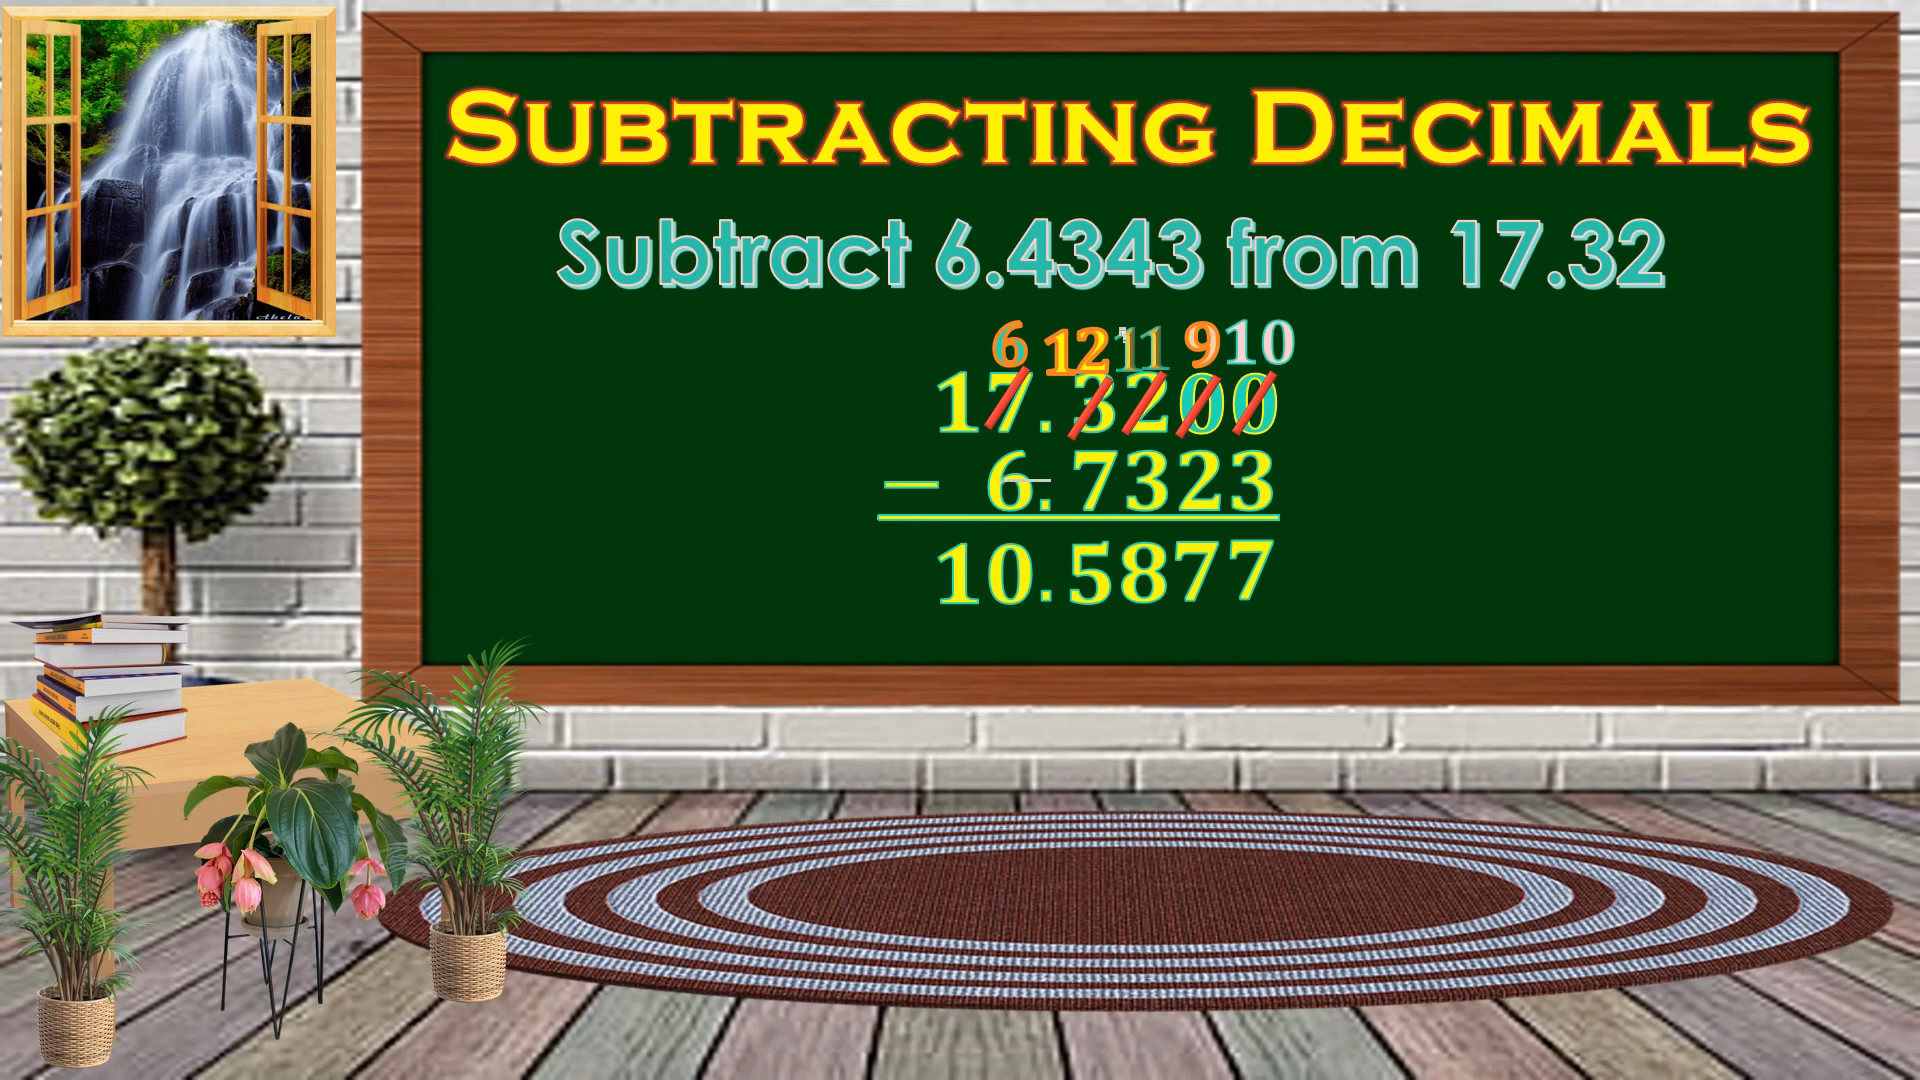 SUBTRACTING DECIMALS
Subtract 6.4343 from 17.32
6 12 11 9 10
17.3200
− 6.7323
10.5877
Akela